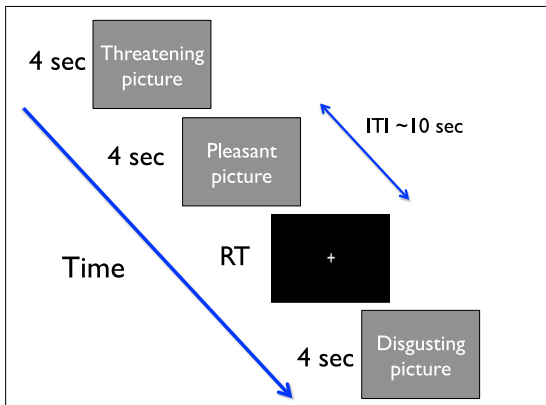 4 sec
Threatening
picture
ITI ~10 sec
4 sec
Pleasant
picture
Time
RT
+
4 sec
Disgusting
picture